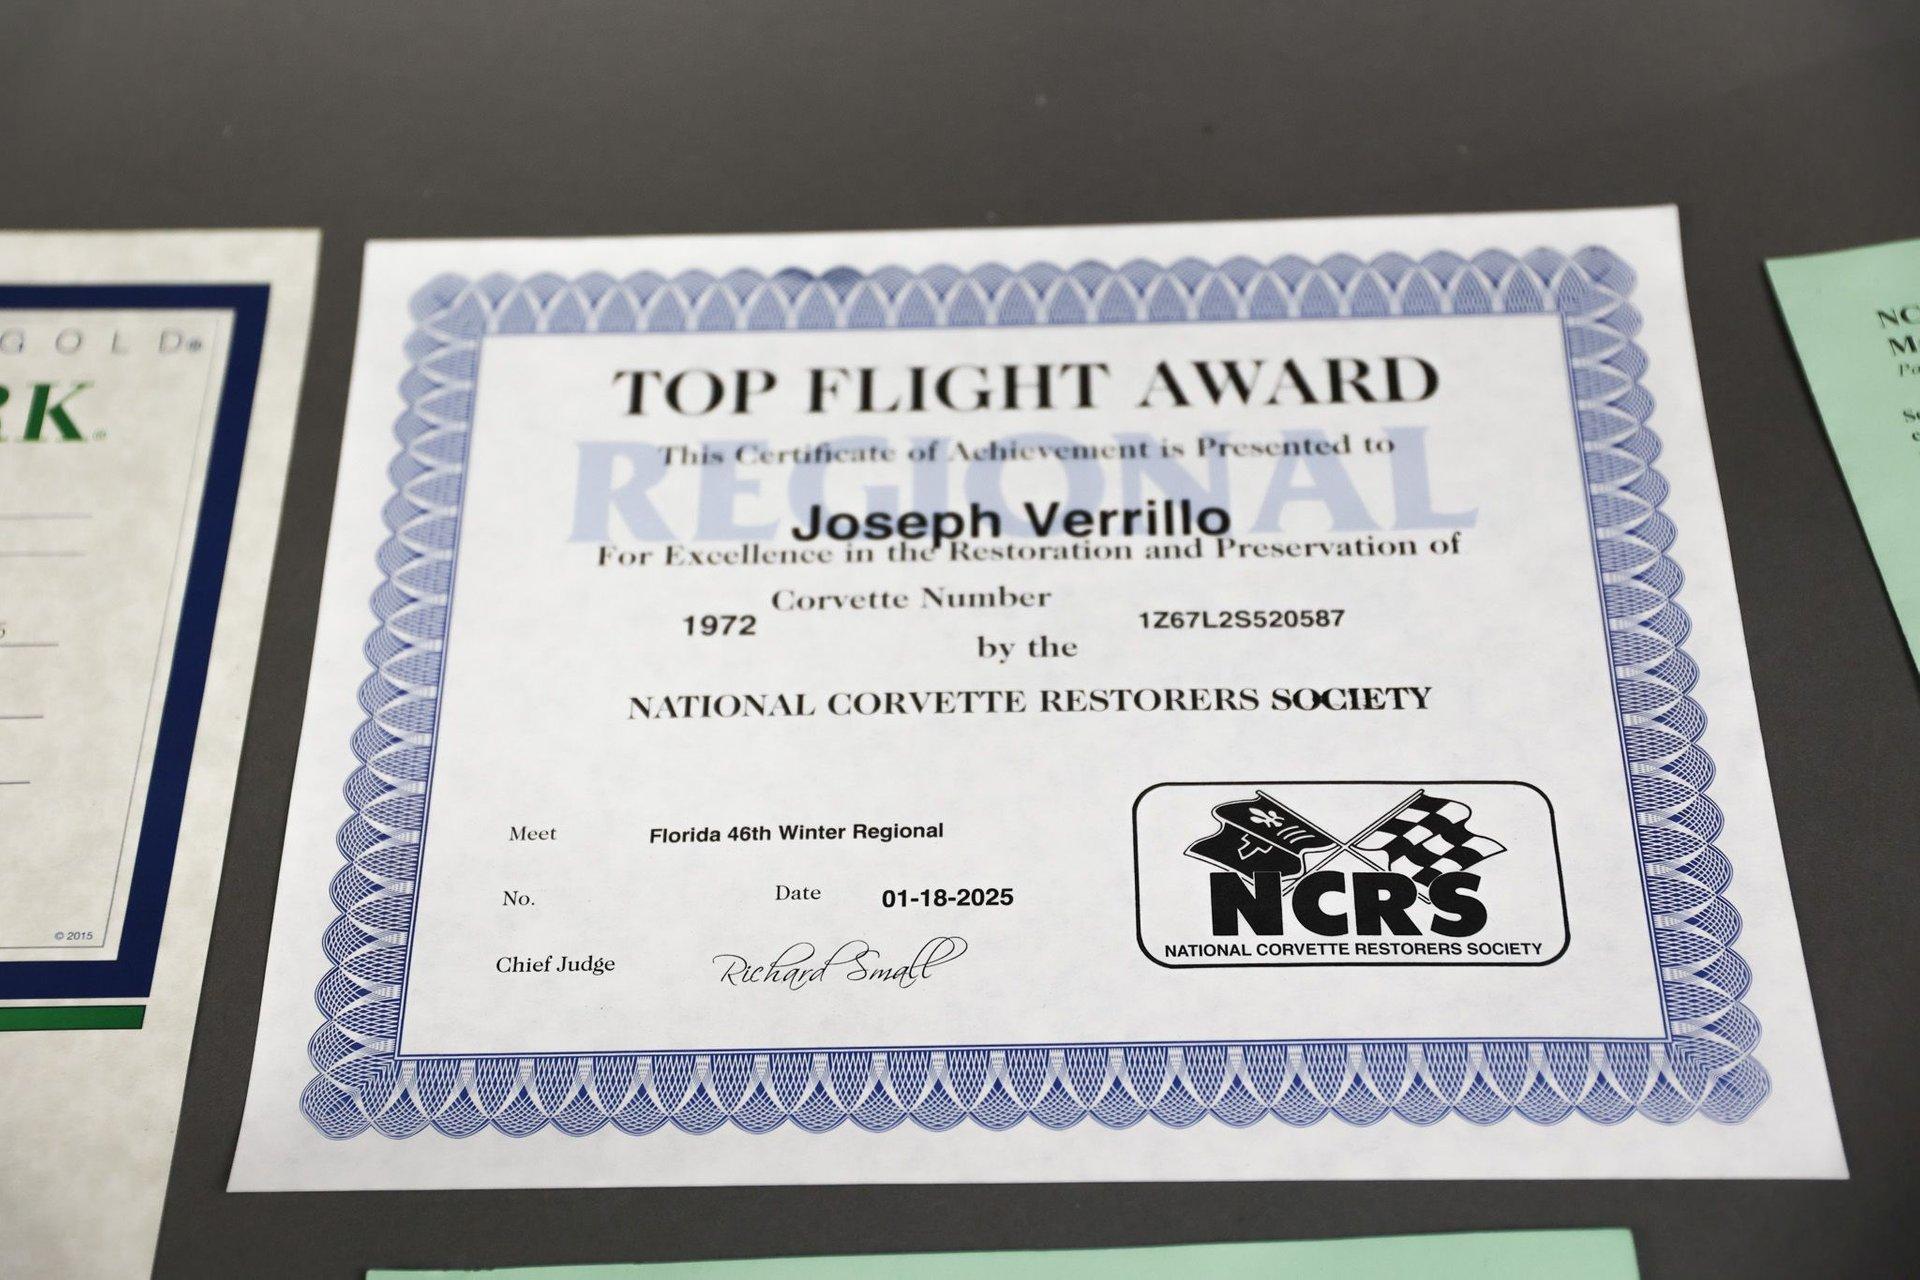 GOLD®
RK®
© 2015
TOP FLIGHT AWARD
REGIONAL
This Certificate of Achievement is Presented to
Joseph Verrillo
For Excellence in the Restoration and Preservation of
Corvette Number
1972 1Z67L2S520587
by the
NATIONAL CORVETTE RESTORERS SOCIETY
Meet Florida 46th Winter Regional
No. Date 01-18-2025
Chief Judge Richard Small
NCRS
NATIONAL CORVETTE RESTORERS SOCIETY
NC